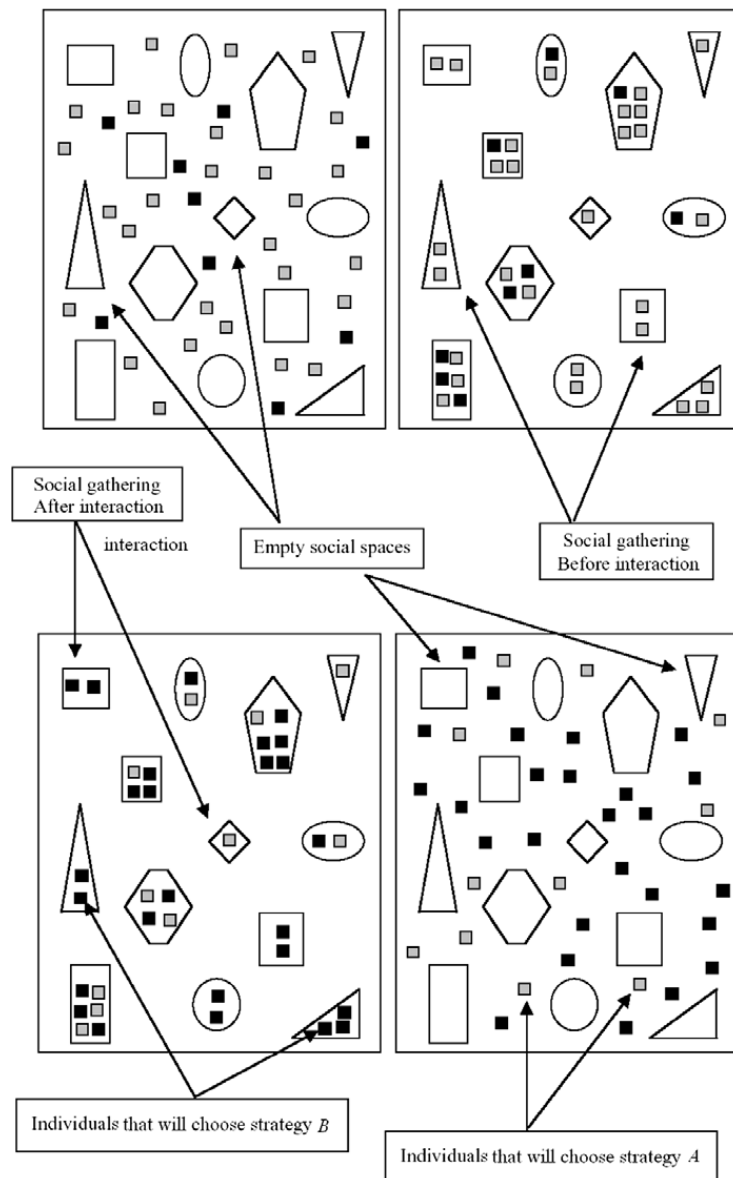 Social gathering
After interaction
interaction
Empty social spaces
Social gathering
Before interaction
Individuals that will choose strategy B
Individuals that will choose strategy A